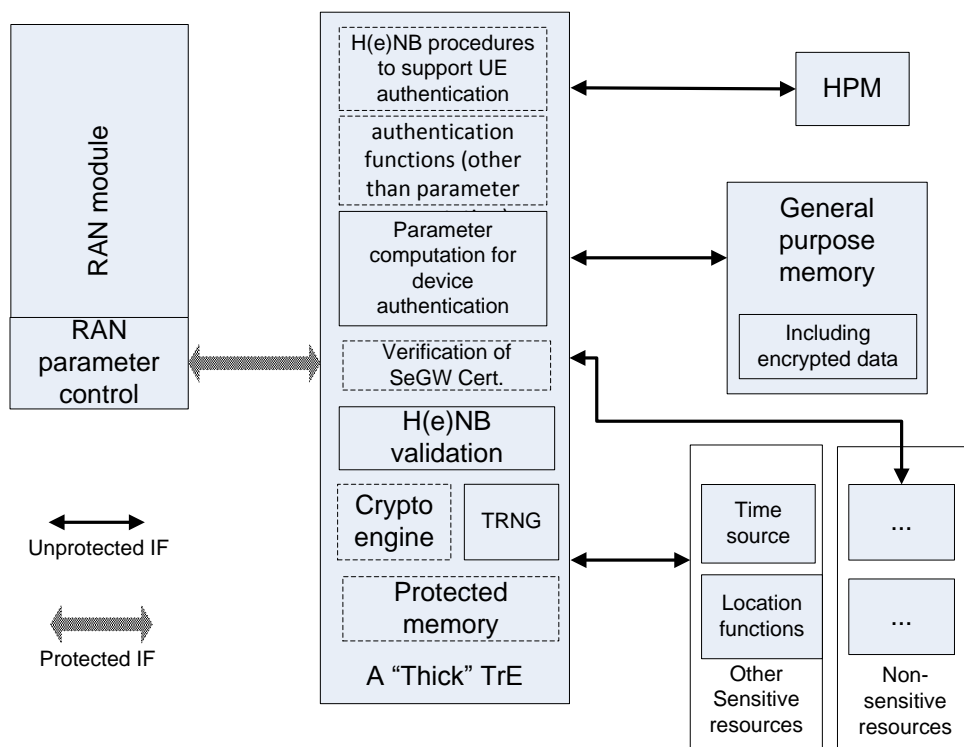 RAN module
RAN
parameter
control
Unprotected IF
Protected IF
H(e)NB procedures
to support UE
authentication
authentication
functions (other
than parameter
Parameter
computation for
device
authentication
Verification of
SeGW Cert.
H(e)NB
validation
Crypto
engine
TRNG
Protected
memory
A “Thick” TrE
HPM
General
purpose
memory
Including
encrypted data
Time
source
Location
functions
Other
Sensitive
resources
...
...
Non-
sensitive
resources